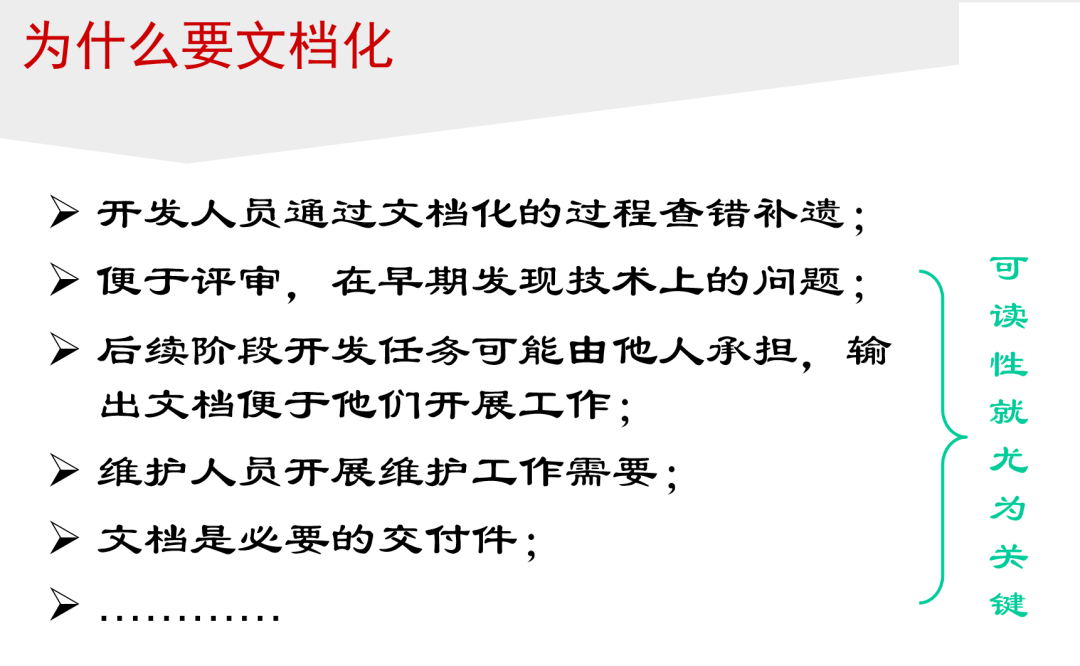 为什么要文档化
➢ 开发人员通过文档化的过程查错补遗；
➢ 便于评审，在早期发现技术上的问题；
➢ 后续阶段开发任务可能由他人承担，输
出文档便于他们开展工作；
➢ 维护人员开展维护工作需要；
➢ 文档是必要的交付件；
➢ …………
可读性就尤为关键